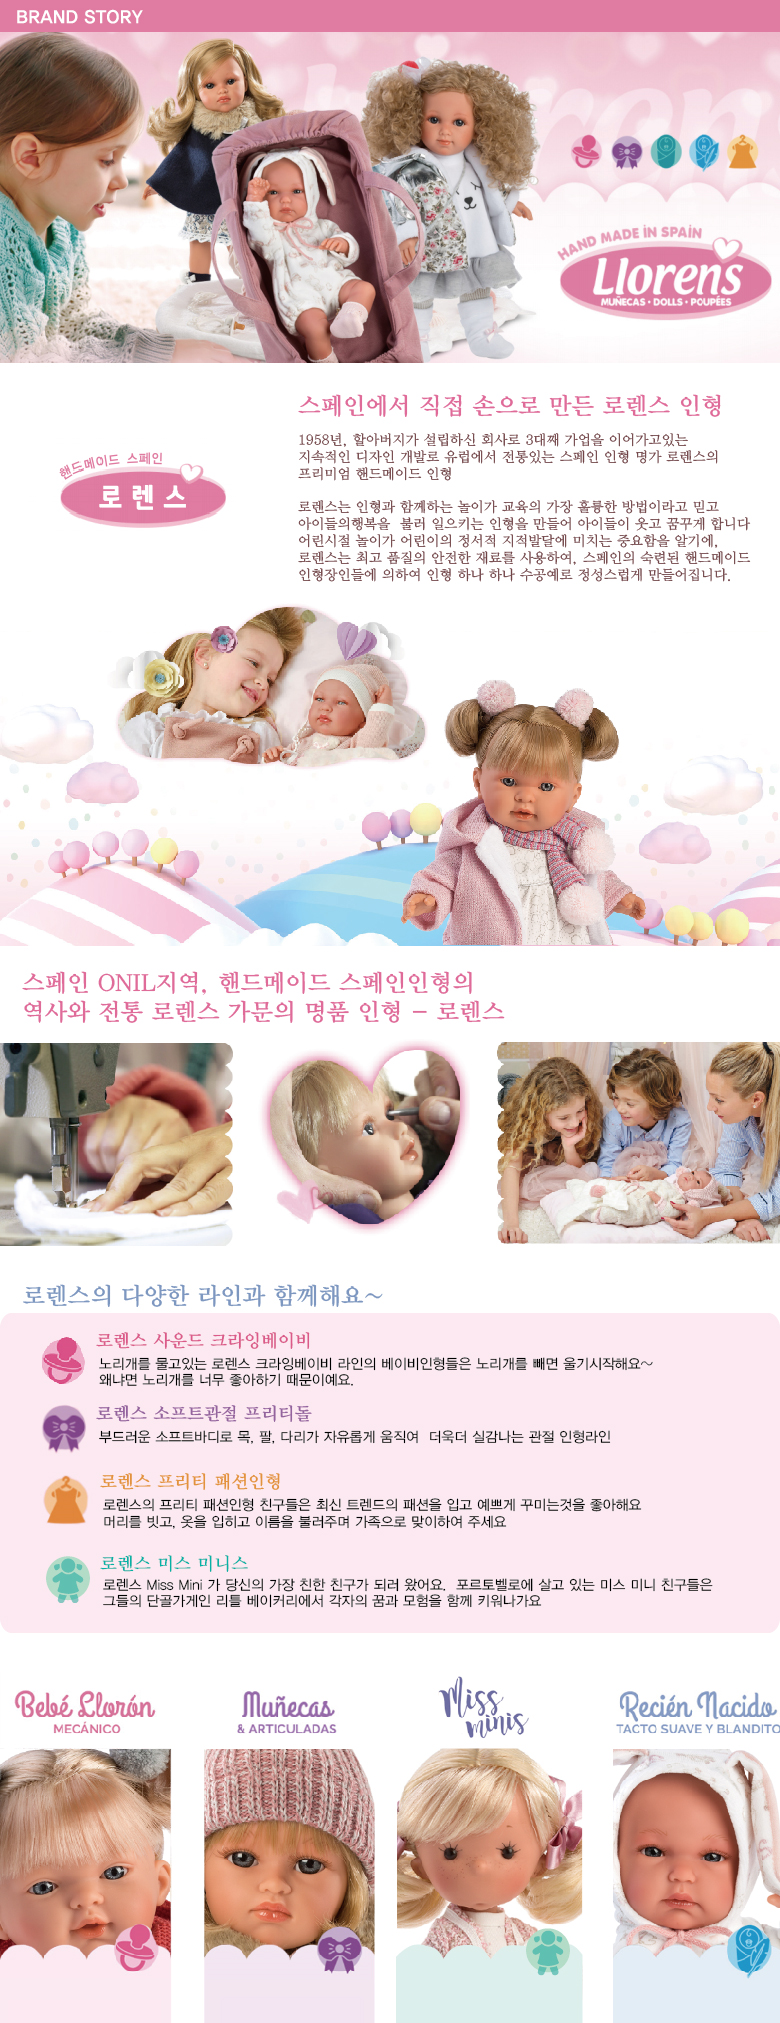 BRAND STORY
HAND MADE IN SPAIN
Llorens
MUÑECAS • DOLLS • POUPÉES
스페인에서 직접 손으로 만든 로렌스 인형
1958년, 할아버지가 설립하신 회사로 3대째 가업을 이어가고있는
지속적인 디자인 개발로 유럽에서 전통있는 스페인 인형 명가 로렌스의
프리미엄 핸드메이드 인형
핸드메이드 스페인
로렌스
로렌스는 인형과 함께하는 놀이가 교육의 가장 훌륭한 방법이라고 믿고
아이들의행복을 불러 일으키는 인형을 만들어 아이들이 웃고 꿈꾸게 합니다
어린시절 놀이가 어린이의 정서적 지적발달에 미치는 중요함을 알기에,
로렌스는 최고 품질의 안전한 재료를 사용하여, 스페인의 숙련된 핸드메이드
인형장인들에 의하여 인형 하나 하나 수공예로 정성스럽게 만들어집니다.
스페인 ONIL지역, 핸드메이드 스페인인형의
역사와 전통 로렌스 가문의 명품 인형 - 로렌스
로렌스의 다양한 라인과 함께해요~
로렌스 사운드 크라잉베이비
노리개를 물고있는 로렌스 크라잉베이비 라인의 베이비인형들은 노리개를 빼면 울기시작해요~
왜냐면 노리개를 너무 좋아하기 때문이예요.
로렌스 소프트관절 프리티돌
부드러운 소프트바디로 목, 팔, 다리가 자유롭게 움직여 더욱더 실감나는 관절 인형라인
로렌스 프리티 패션인형
로렌스의 프리티 패션인형 친구들은 최신 트렌드의 패션을 입고 예쁘게 꾸미는것을 좋아해요
머리를 빗고, 옷을 입히고 이름을 불러주며 가족으로 맞이하여 주세요
로렌스 미스 미니스
로렌스 Miss Mini 가 당신의 가장 친한 친구가 되러 왔어요. 포르토벨로에 살고 있는 미스 미니 친구들은
그들의 단골가게인 리틀 베이커리에서 각자의 꿈과 모험을 함께 키워나가요
Bebé Llorón
MECÁNICO
Muñecas
& ARTICULADAS
Miss
minis
Recién Nacido
TACTO SUAVE Y BLANDITO